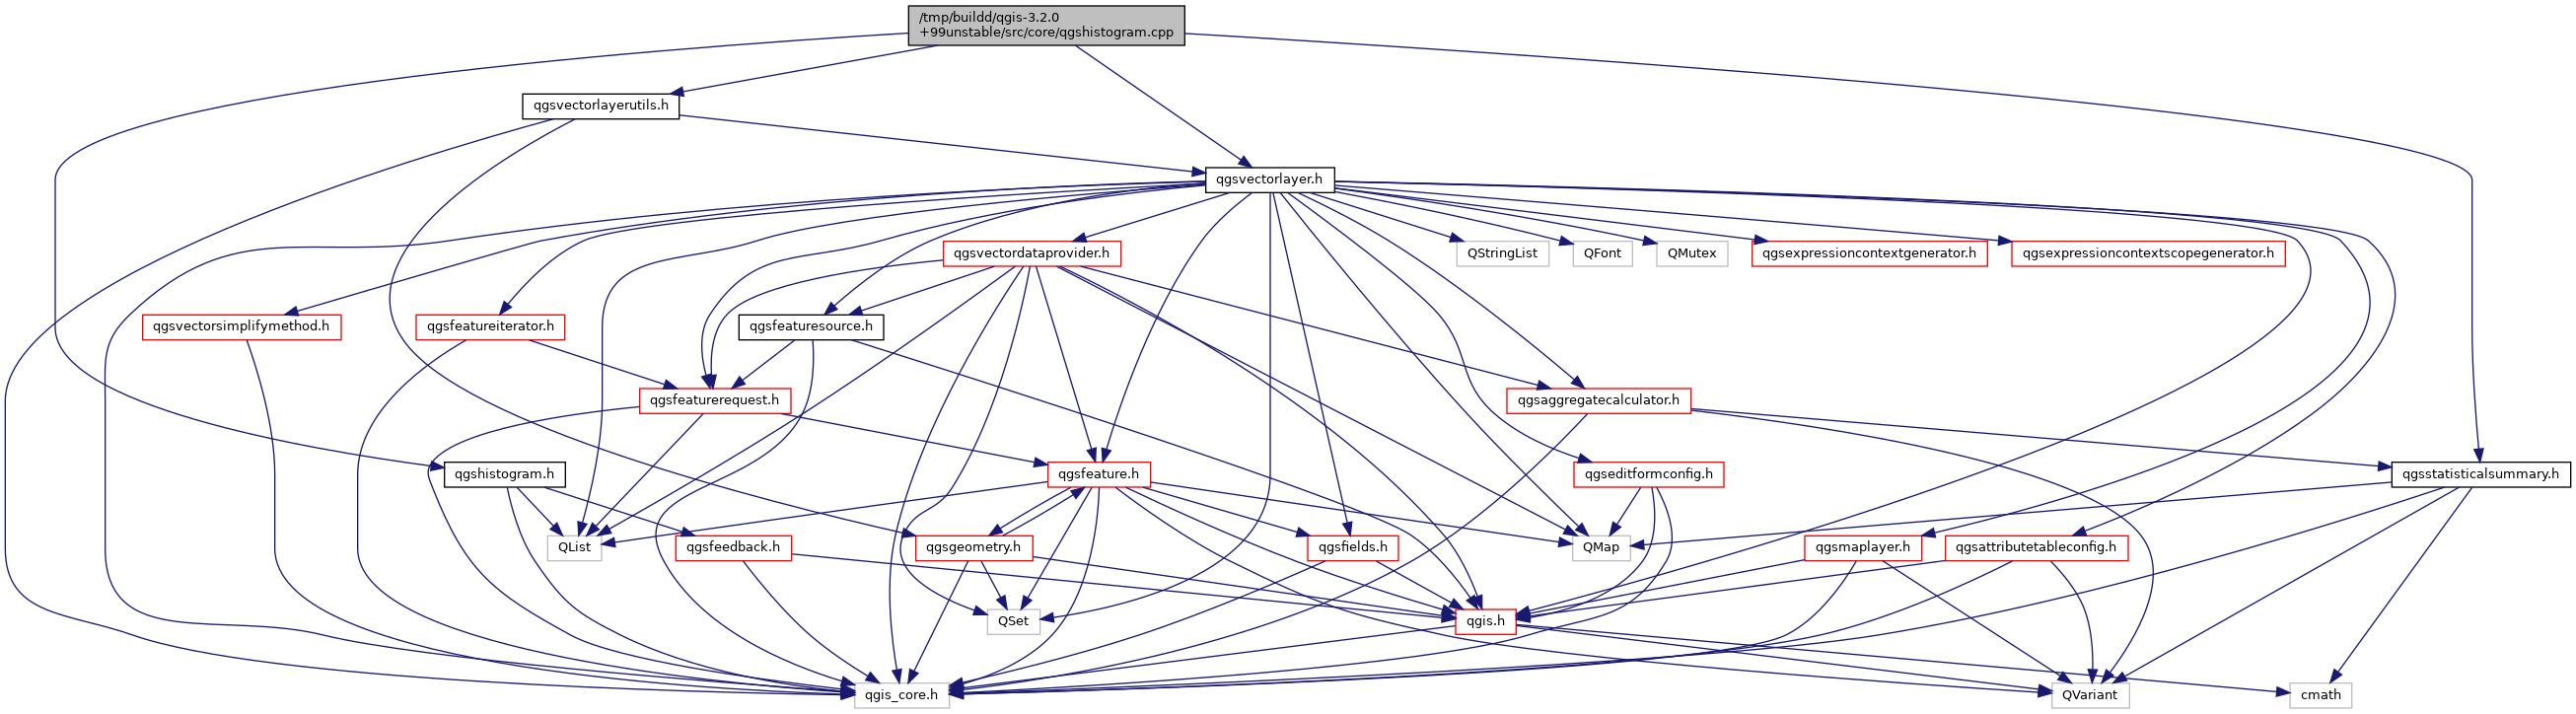 /tmp/buildd/qgis-3.2.0
+99unstable/src/core/qgshistogram.cpp
qgsvectorlayerutils.h
qgsvectorlayer.h
qgsvectordataprovider.h
QStringList
QFont
QMutex
qgsexpressioncontextgenerator.h
qgsexpressioncontextscopegenerator.h
qgsvectorsimplifymethod.h
qgsfeatureiterator.h
qgsfeaturesource.h
qgsfeaturerequest.h
qgsaggregatecalculator.h
qgshistogram.h
qgsfeature.h
qgseditformconfig.h
qgsstatisticalsummary.h
QList
qgsfeedback.h
qgsgeometry.h
qgsfields.h
QMap
qgsmaplayer.h
qgsattributetableconfig.h
QSet
qgis.h
qgis_core.h
QVariant
cmath